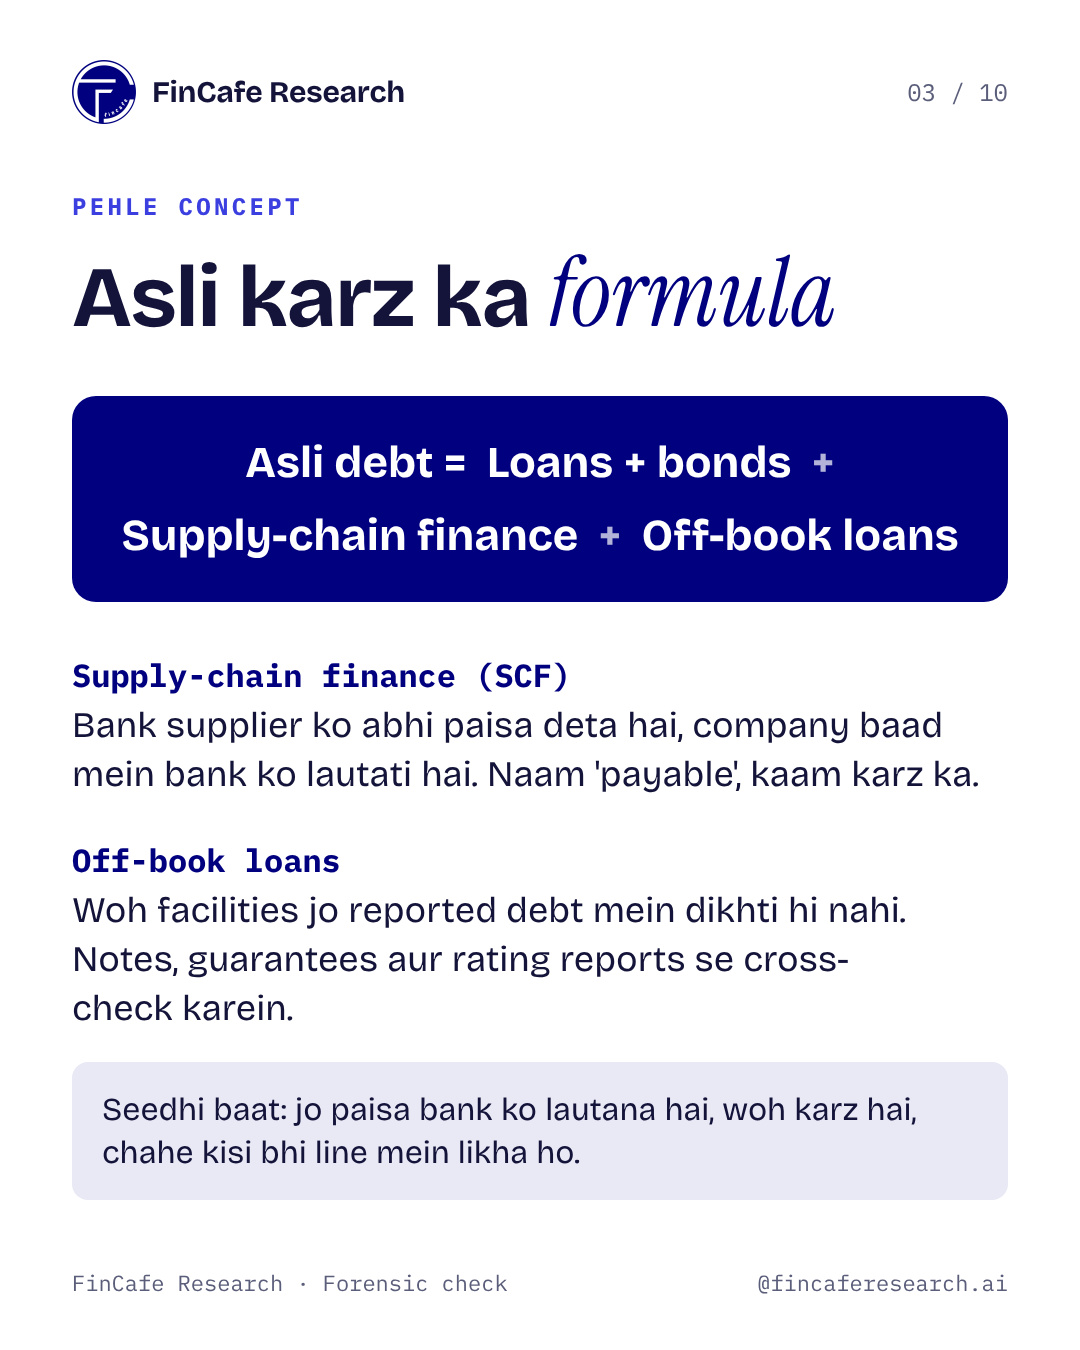 FinCafe Research
03 / 10
PEHLE CONCEPT
Asli karz ka formula
Asli debt = Loans + bonds +
Supply-chain finance + Off-book loans
Supply-chain finance (SCF)
Bank supplier ko abhi paisa deta hai, company baad
mein bank ko lautati hai. Naam 'payable', kaam karz ka.
Off-book loans
Woh facilities jo reported debt mein dikhti hi nahi.
Notes, guarantees aur rating reports se cross-
check karein.
Seedhi baat: jo paisa bank ko lautana hai, woh karz hai,
chahe kisi bhi line mein likha ho.
FinCafe Research · Forensic check
@fincaferesearch.ai